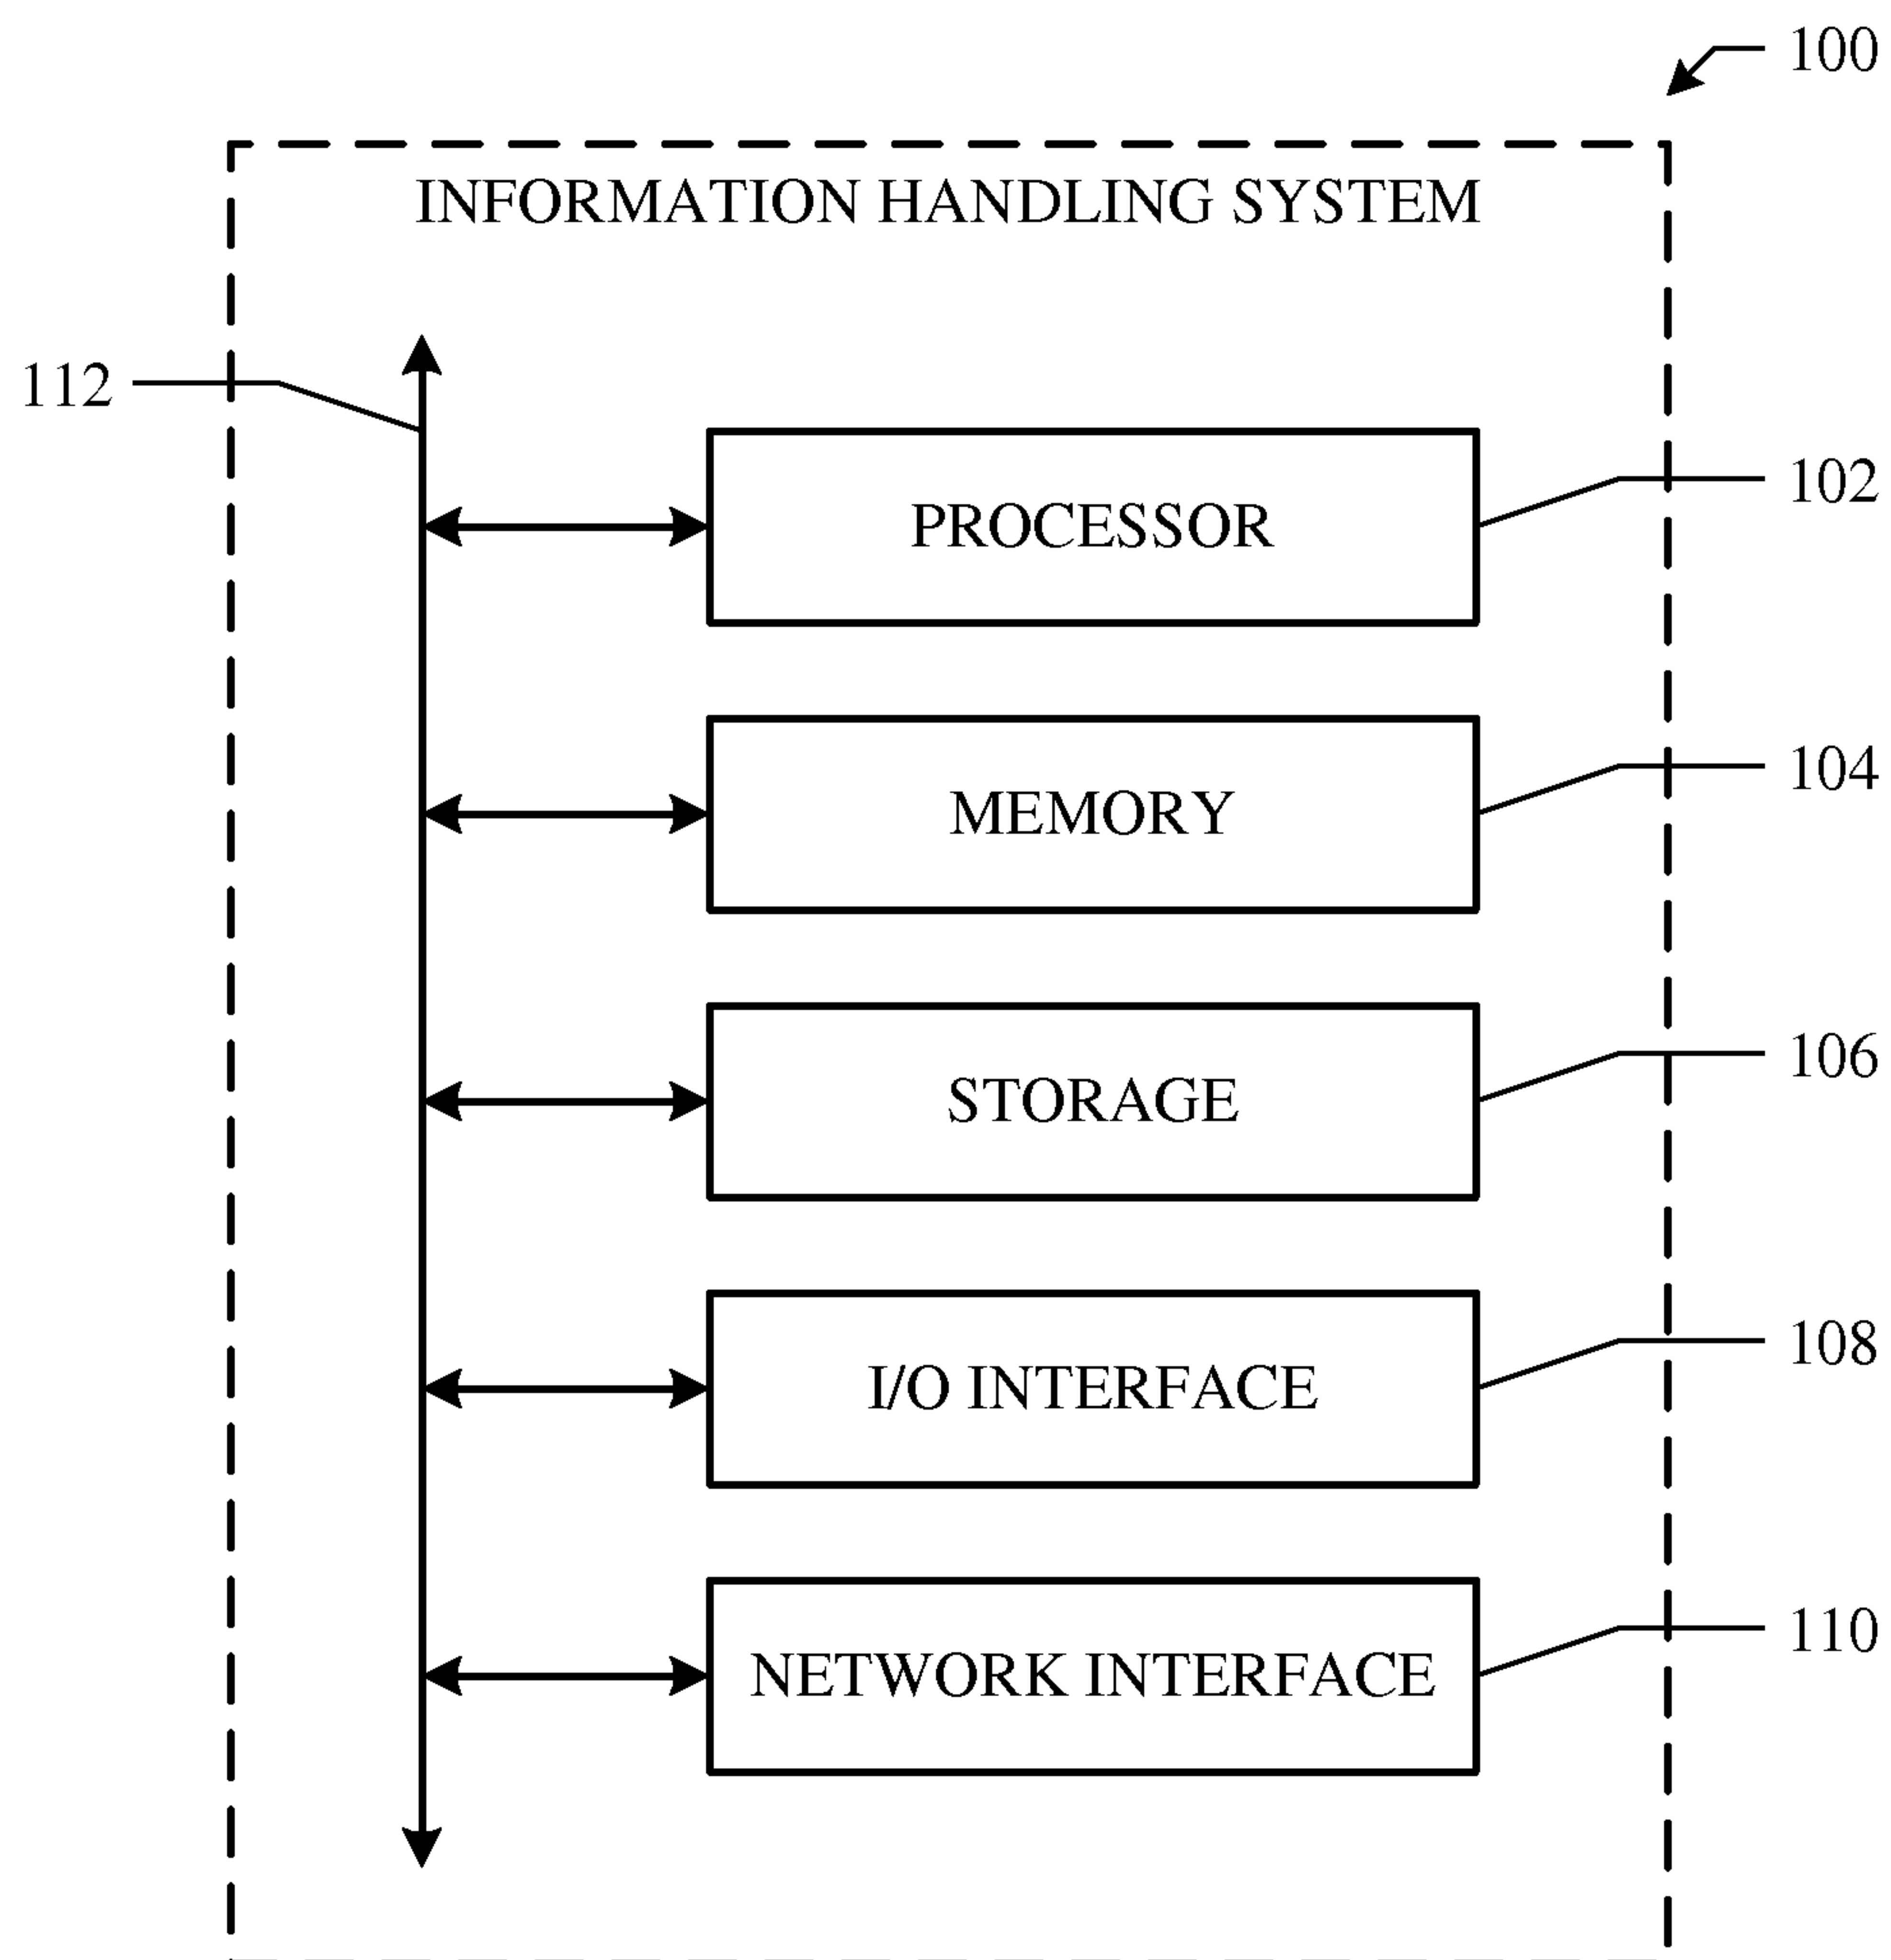 100
INFORMATION HANDLING SYSTEM
112
PROCESSOR
102
MEMORY
104
STORAGE
106
I/O INTERFACE
108
NETWORK INTERFACE
110